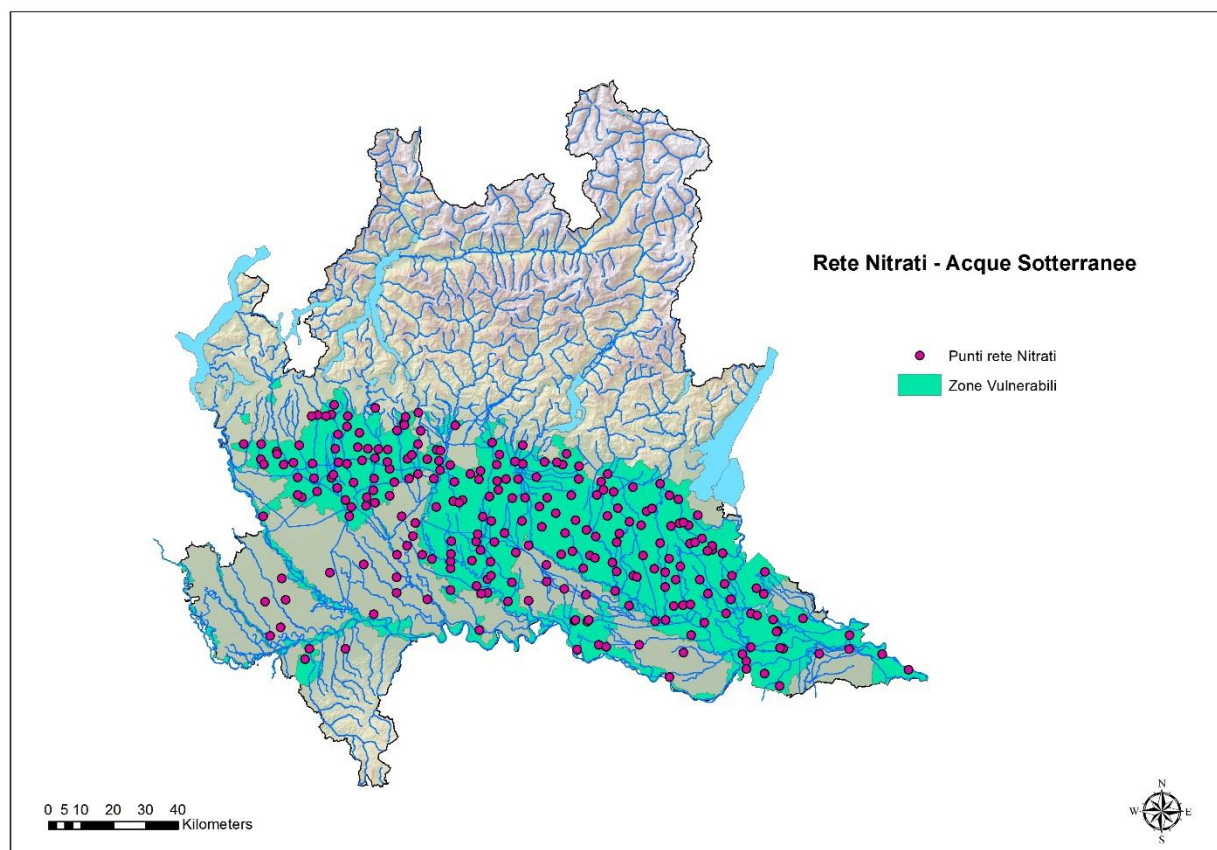 Rete Nitrati - Acque Sotterranee
Punti rete Nitrati
Zone Vulnerabili
0 5 10 20 30 40
Kilometers
N
W E
S